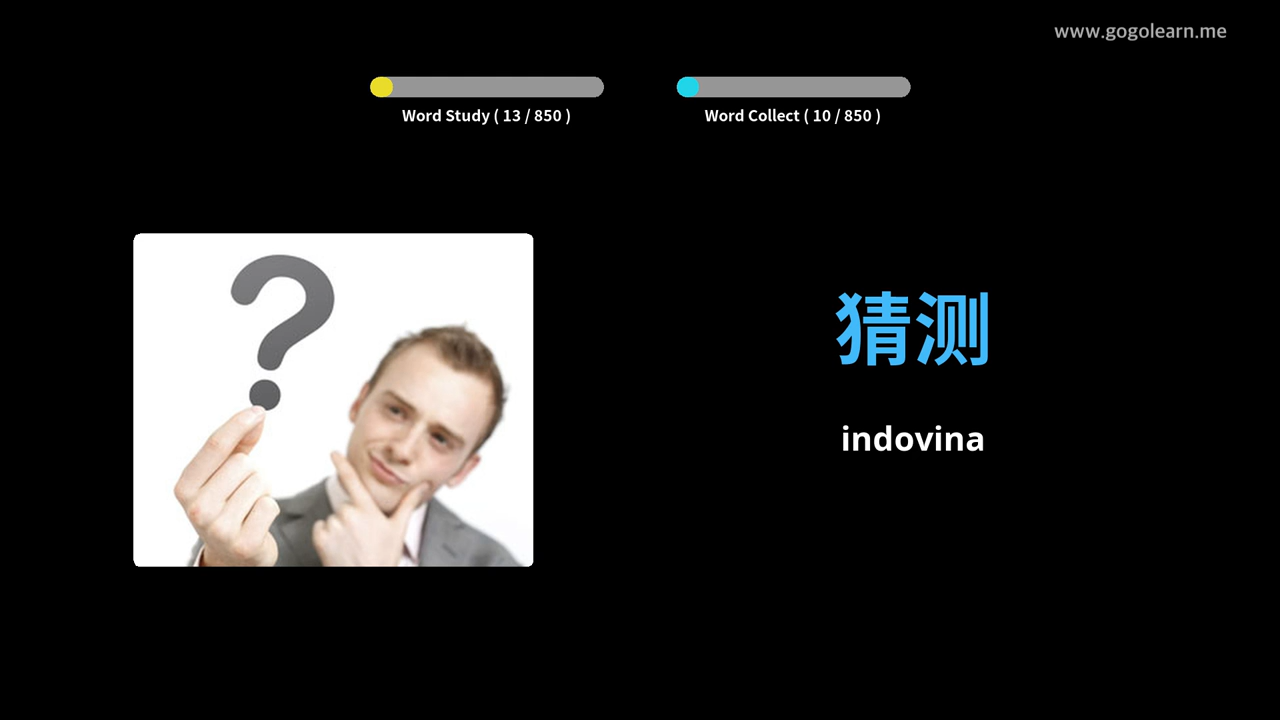 www.gogolearn.me
Word Study ( 13 / 850 )
Word Collect ( 10 / 850 )
?
猜测
indovina